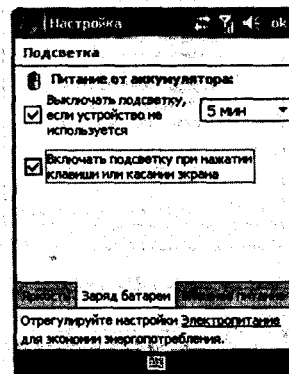 Настройка ok
Подсветка
Питание от аккумулятора:
Выключать подсветку,
если устройство не
используется
5 мин
Включать подсветку при нажатии
клавиши или касании экрана
Заряд батареи
Отрегулируйте настройки Электропитание
для экономии энергопотребления.